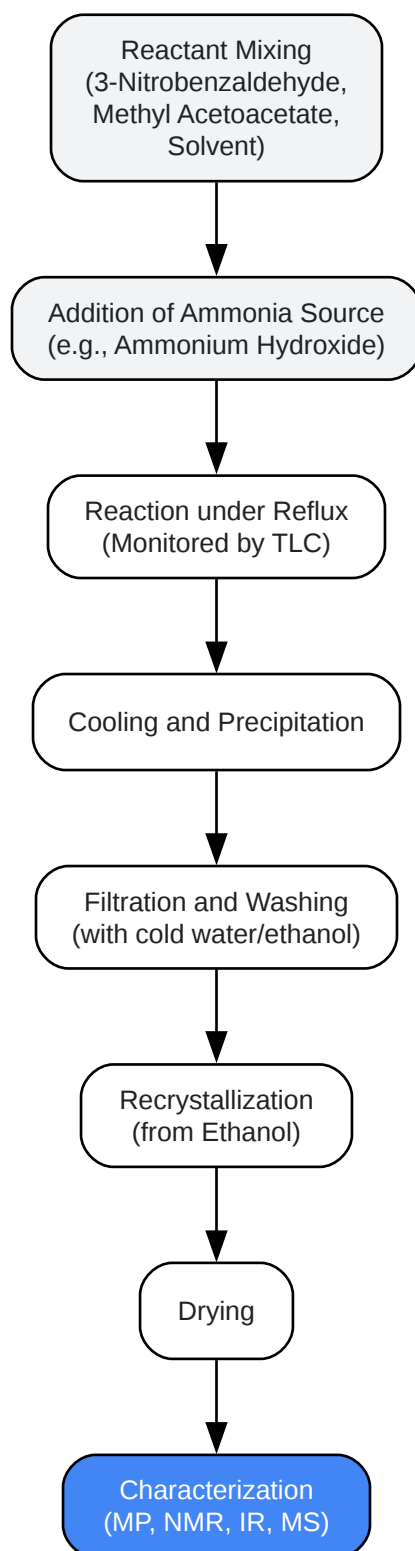 Reactant Mixing
(3-Nitrobenzaldehyde,
Methyl Acetoacetate,
Solvent)
Addition of Ammonia Source
(e.g., Ammonium Hydroxide)
Reaction under Reflux
(Monitored by TLC)
Cooling and Precipitation
Filtration and Washing
(with cold water/ethanol)
Recrystallization
(from Ethanol)
Drying
Characterization
(MP, NMR, IR, MS)